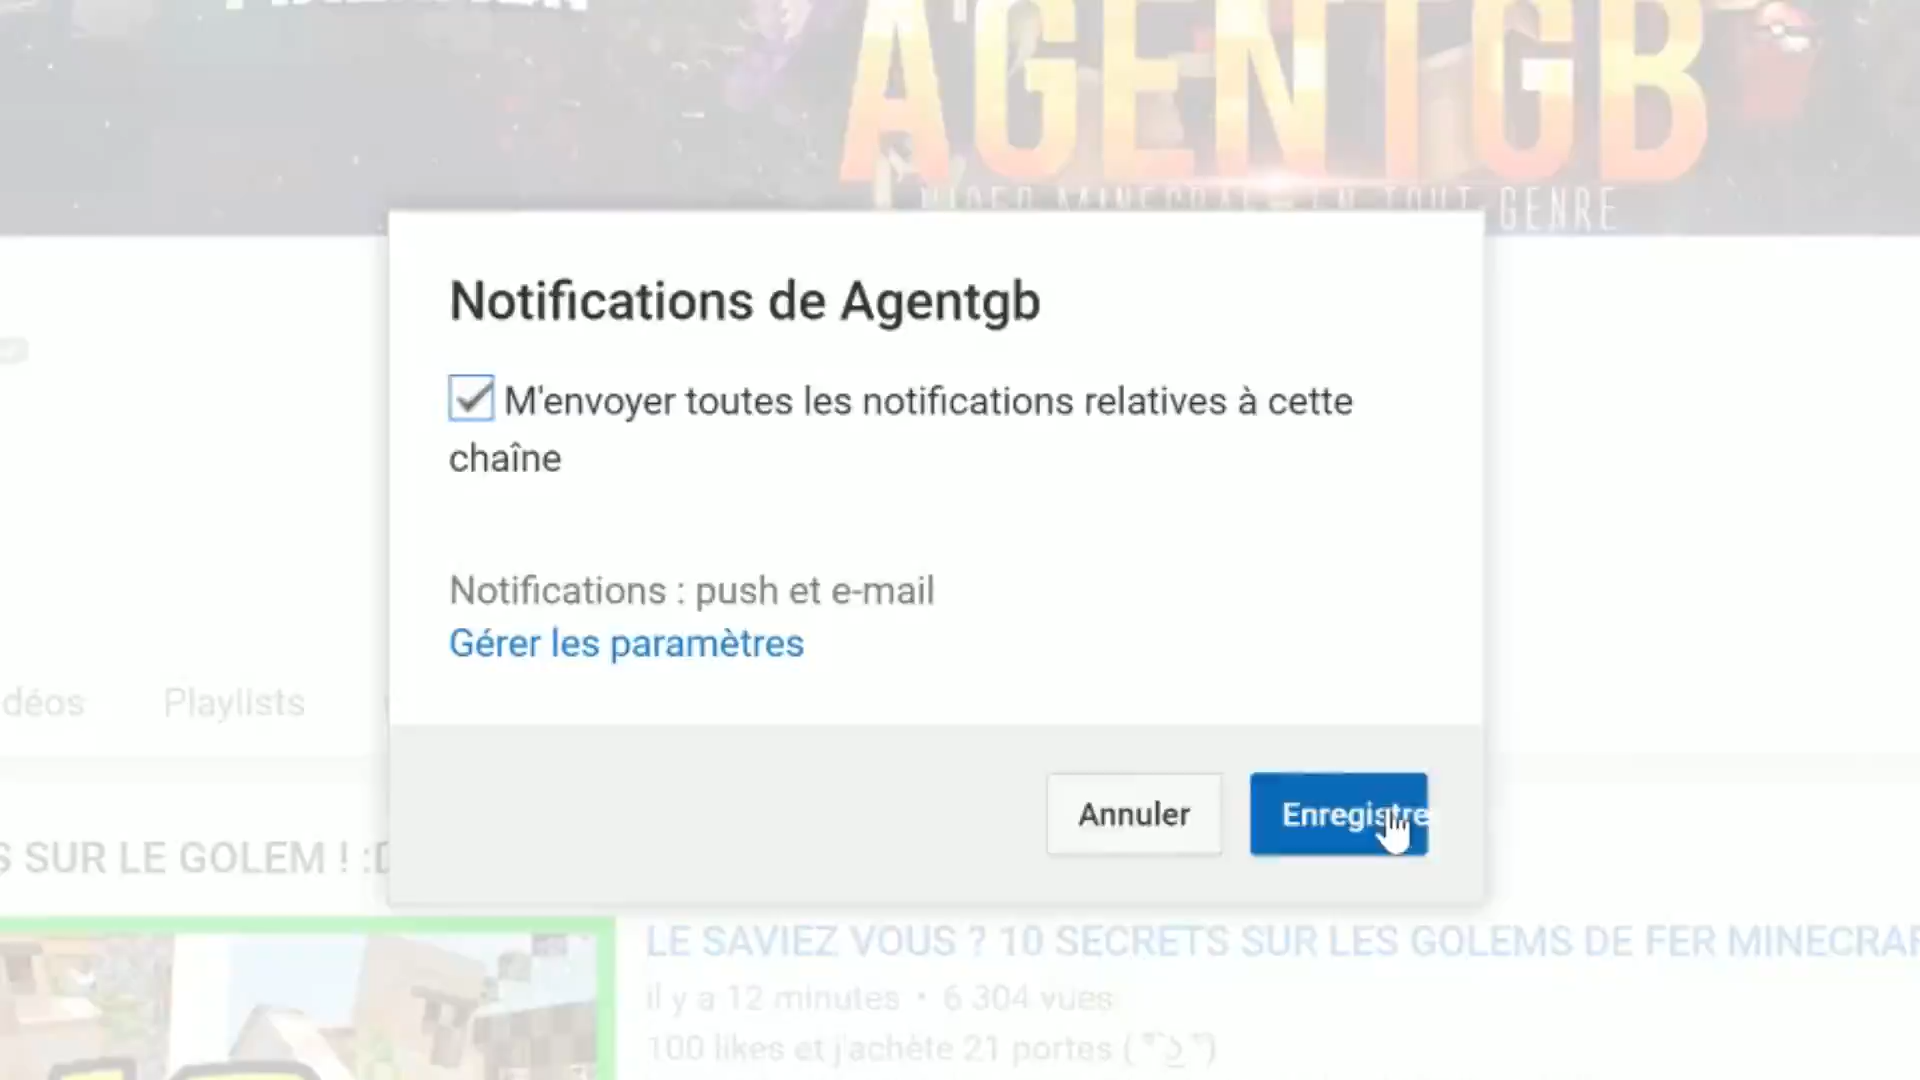 AGENTGB
EN TOUT GENRE
Notifications de Agentgb
M'envoyer toutes les notifications relatives à cette
chaîne
Notifications : push et e-mail
Gérer les paramètres
déos
Playlists
Annuler
Enregistre
S SUR LE GOLEM ! :D
LE SAVIEZ VOUS ? 10 SECRETS SUR LES GOLEMS DE FER MINECRAF
il y a 12 minutes • 6 304 vues
100 likes et j'achète 21 portes ( ͡° ͜ʖ ͡°)